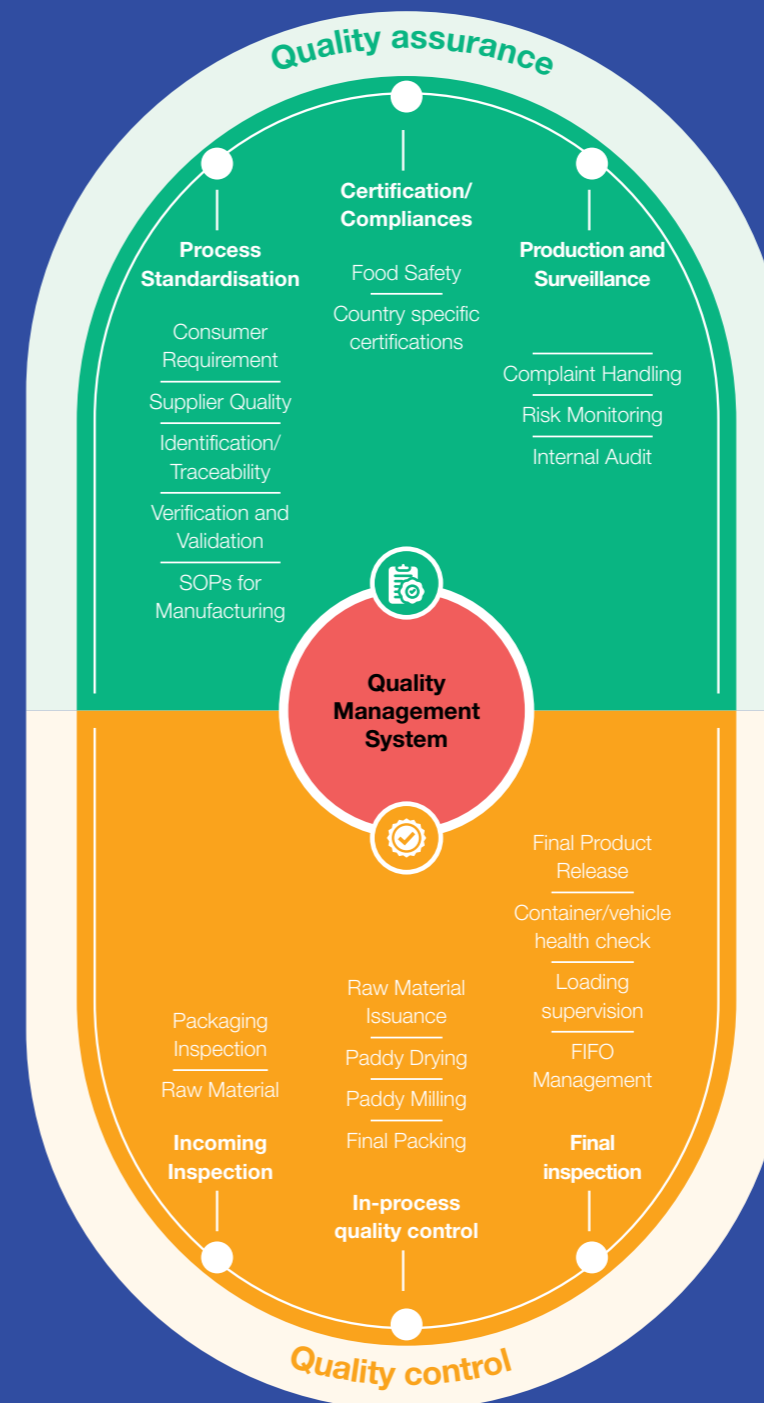 Quality assurance
Process
Standardisation
Consumer
Requirement
Supplier Quality
Identification/
Traceability
Verification and
Validation
SOPs for
Manufacturing
Certification/
Compliances
Food Safety
Country specific
certifications
Production and
Surveillance
Complaint Handling
Risk Monitoring
Internal Audit
Quality
Management
System
Packaging
Inspection
Raw Material
Incoming
Inspection
Raw Material
Issuance
Paddy Drying
Paddy Milling
Final Packing
In-process
quality control
Final Product
Release
Container/vehicle
health check
Loading
supervision
FIFO
Management
Final
inspection
Quality control